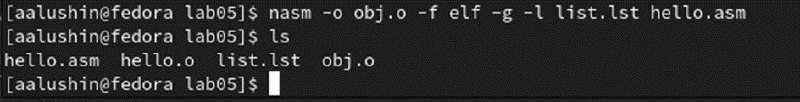 [aalushin@fedora lab05]$ nasm -o obj.o -f elf -g -l list.lst hello.asm
[aalushin@fedora lab05]$ ls
hello.asm  hello.o  list.lst  obj.o
[aalushin@fedora lab05]$